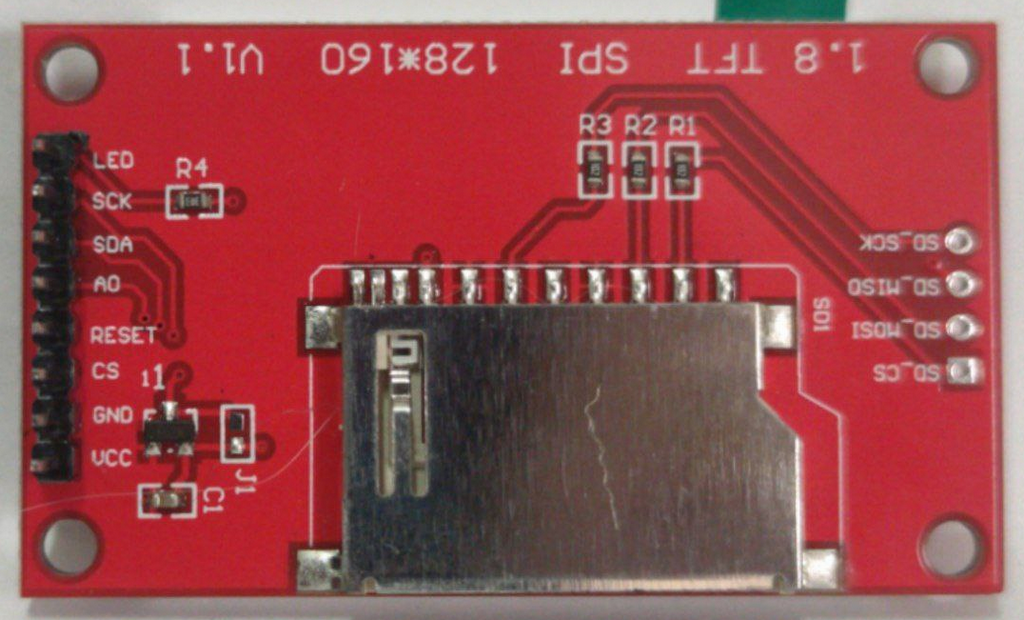 1.8 TFT SPI 128*160 V1.1
R3 R2 R1
R4
LED
SCK
SDA
A0
RESET
CS
GND
VCC
J1
C1
SD1
SD_SCK
SD_MISO
SD_MOSI
SD_CS